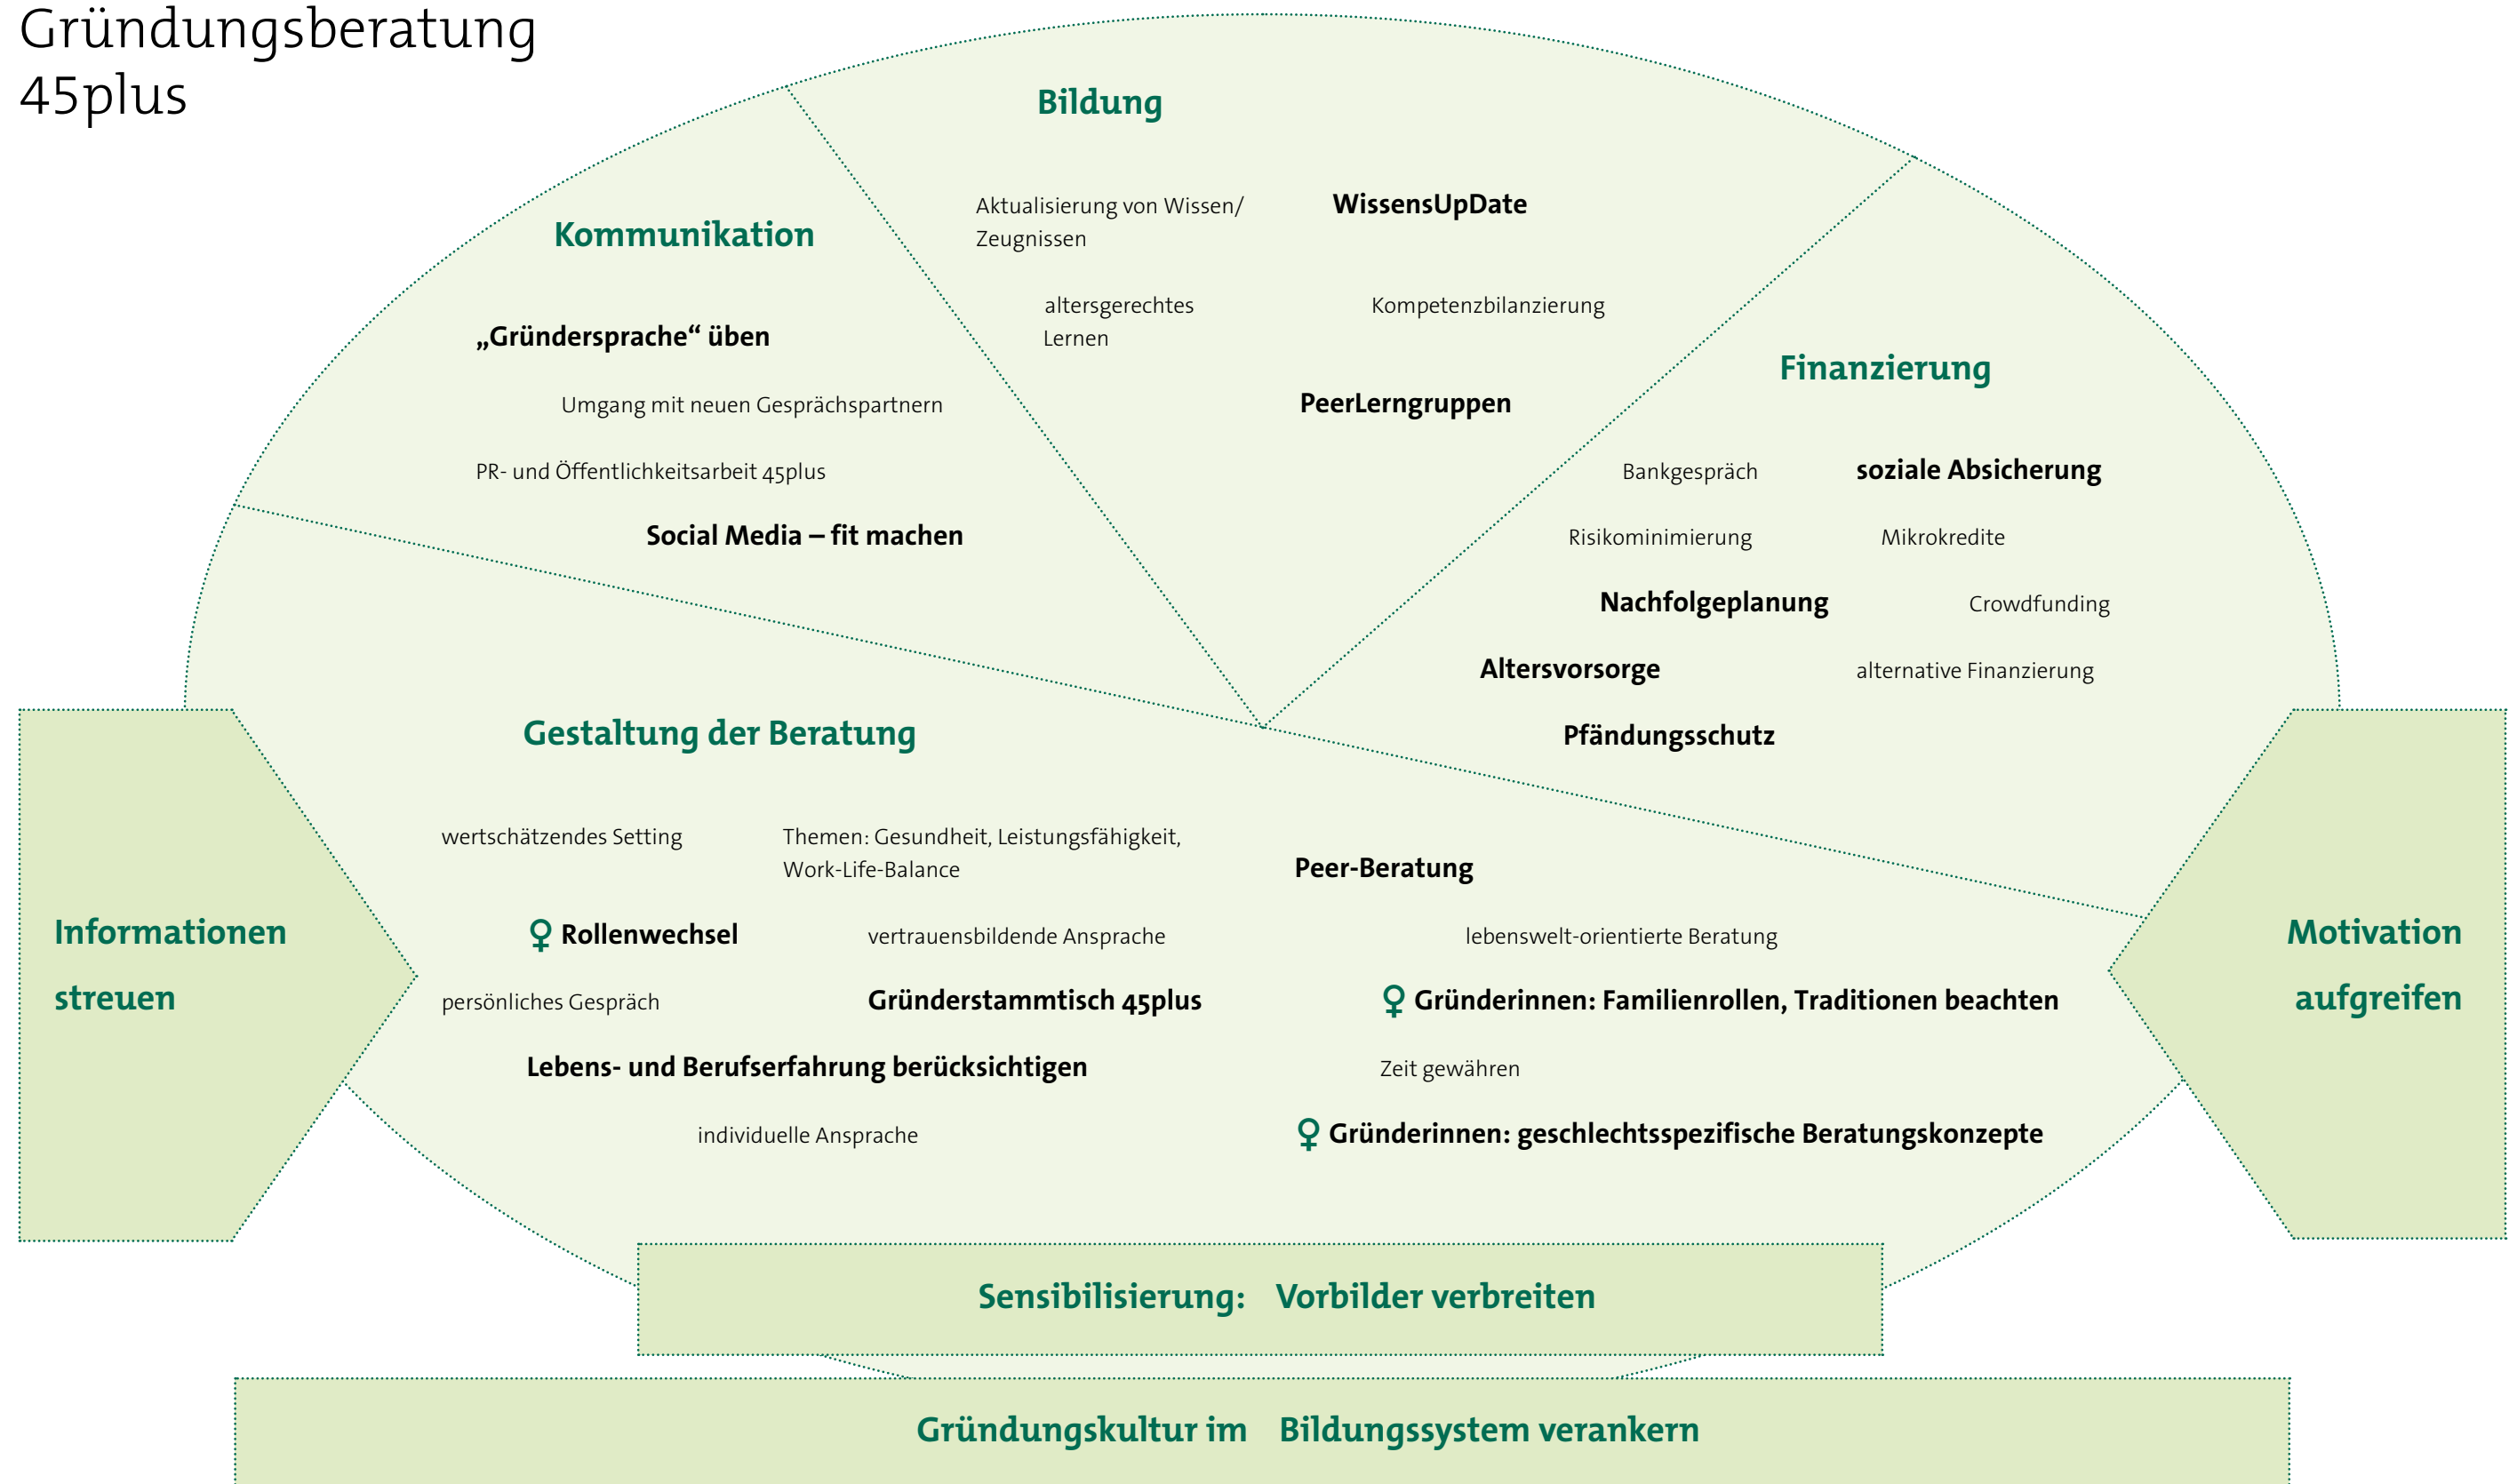 Gründungsberatung
45plus
Bildung
Aktualisierung von Wissen/
Zeugnissen
WissensUpDate
altersgerechtes
Lernen
Kompetenzbilanzierung
PeerLerngruppen
Kommunikation
„Gründersprache“ üben
Umgang mit neuen Gesprächspartnern
PR- und Öffentlichkeitsarbeit 45plus
Social Media – fit machen
Finanzierung
Bankgespräch
soziale Absicherung
Risikominimierung
Mikrokredite
Nachfolgeplanung
Crowdfunding
Altersvorsorge
alternative Finanzierung
Pfändungsschutz
Gestaltung der Beratung
wertschätzendes Setting
Themen: Gesundheit, Leistungsfähigkeit,
Work-Life-Balance
Peer-Beratung
♀ Rollenwechsel
vertrauensbildende Ansprache
lebenswelt-orientierte Beratung
persönliches Gespräch
Gründerstammtisch 45plus
♀ Gründerinnen: Familienrollen, Traditionen beachten
Lebens- und Berufserfahrung berücksichtigen
Zeit gewähren
individuelle Ansprache
♀ Gründerinnen: geschlechtsspezifische Beratungskonzepte
Informationen
streuen
Motivation
aufgreifen
Sensibilisierung: Vorbilder verbreiten
Gründungskultur im Bildungssystem verankern